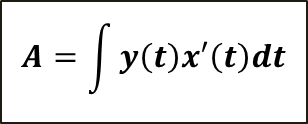 A = ∫ y(t)x′(t)dt